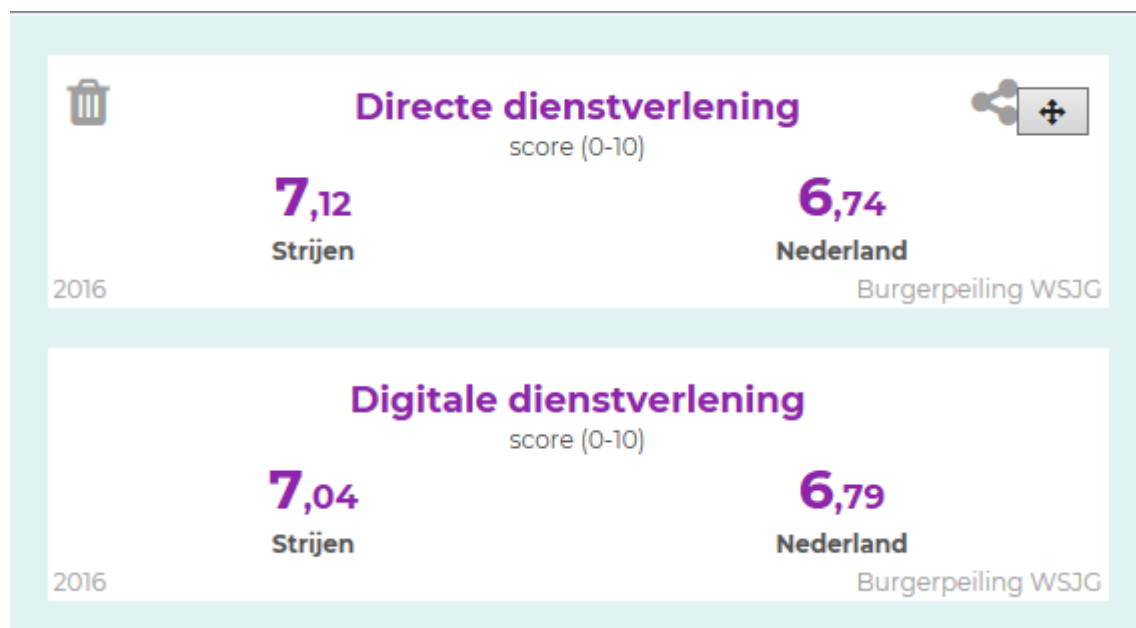 Directe dienstverlening
score (0-10)
7,12 6,74
Strijen Nederland
2016 Burgerpeiling WSJG
Digitale dienstverlening
score (0-10)
7,04 6,79
Strijen Nederland
2016 Burgerpeiling WSJG